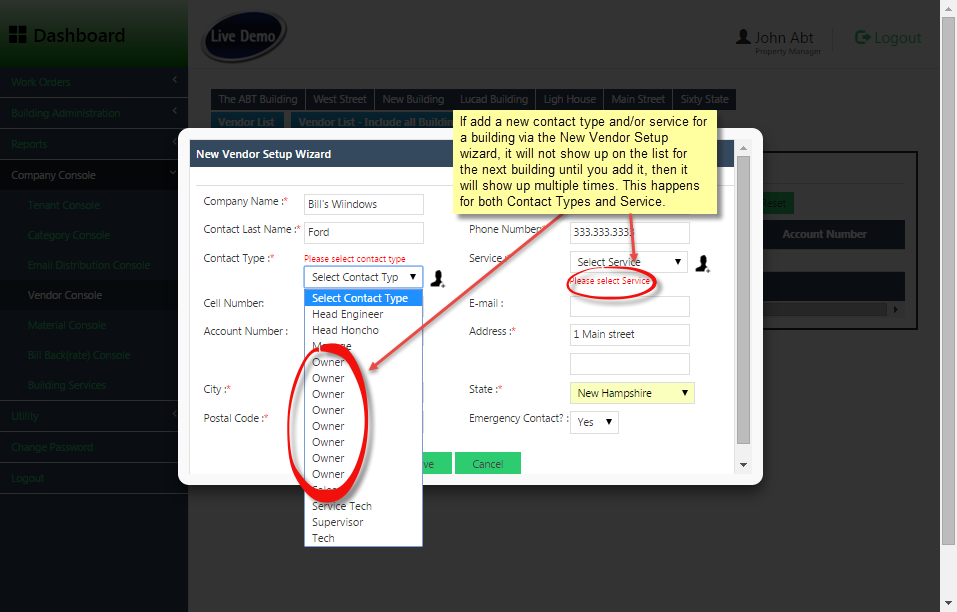 Dashboard
Live Demo
John Abt
Property Manager
Logout
Work Orders
Building Administration
Reports
Company Console
Tenant Console
Category Console
Email Distribution Console
Vendor Console
Material Console
Bill Back(rate) Console
Building Services
Utility
Change Password
Logout
The ABT Building
West Street
New Building
Lucad Building
Ligh House
Main Street
Sixty State
Vendor List
Vendor List - Include all Building
If add a new contact type and/or service for
a building via the New Vendor Setup
wizard, it will not show up on the list for
the next building until you add it, then it
will show up multiple times. This happens
for both Contact Types and Service.
New Vendor Setup Wizard
Company Name :*
Bill's WIindows
Contact Last Name :*
Ford
Phone Number*
333.333.3333
Contact Type :*
Please select contact type
Select Contact Typ
Service:
Select Service
Please select Service
Cell Number:
E-mail :
Account Number :
Address :*
1 Main street
City :*
State :*
New Hampshire
Postal Code :*
Emergency Contact? :
Yes
Select Contact Type
Head Engineer
Head Honcho
Owner
Owner
Owner
Owner
Owner
Owner
Owner
Owner
Service Tech
Supervisor
Tech
Cancel
Account Number